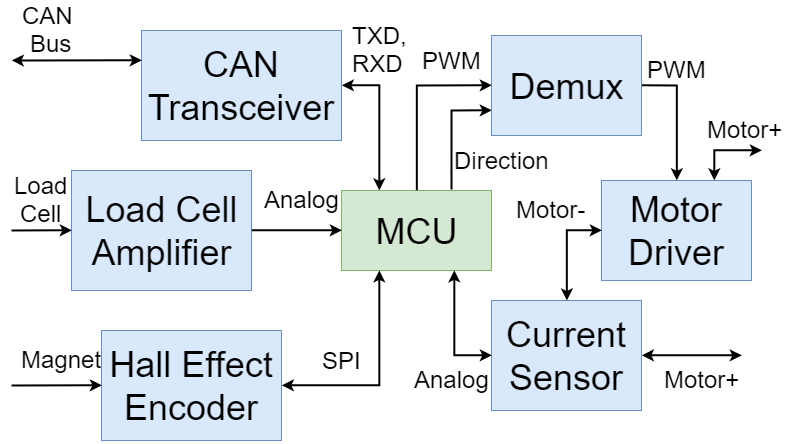 CAN
Bus
CAN
Transceiver
TXD,
RXD
PWM
Demux
PWM
Motor+
Direction
Load
Cell
Load Cell
Amplifier
Analog
MCU
Motor-
Motor
Driver
Magnet
Hall Effect
Encoder
SPI
Analog
Current
Sensor
Motor+